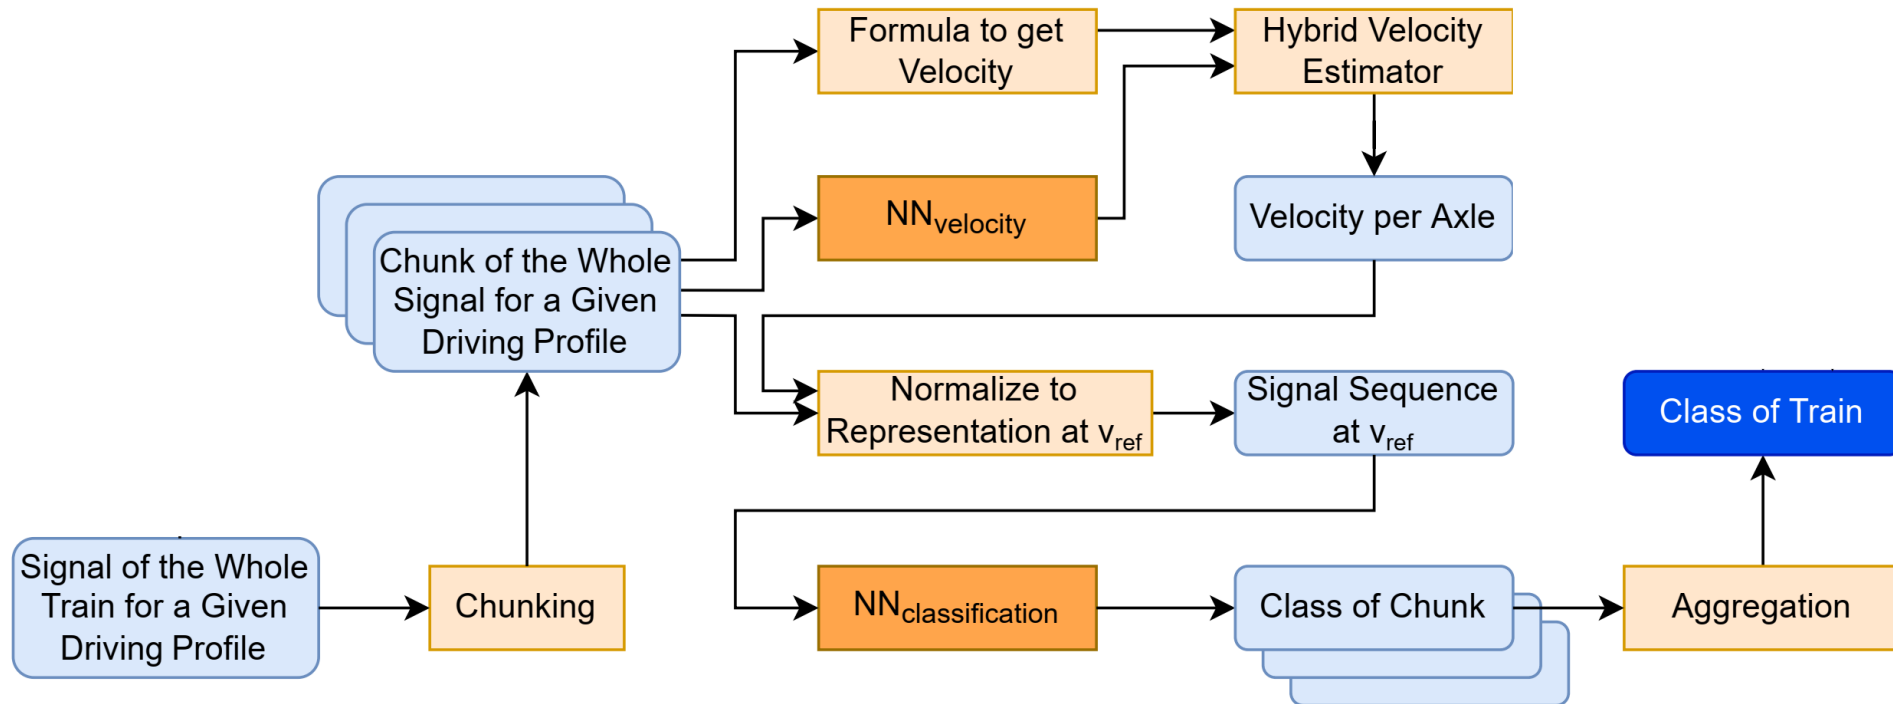 Formula to get
Velocity
Hybrid Velocity
Estimator
NNvelocity
Velocity per Axle
Chunk of the Whole
Signal for a Given
Driving Profile
Normalize to
Representation at vref
Signal Sequence
at vref
Class of Train
Signal of the Whole
Train for a Given
Driving Profile
Chunking
NNclassification
Class of Chunk
Aggregation